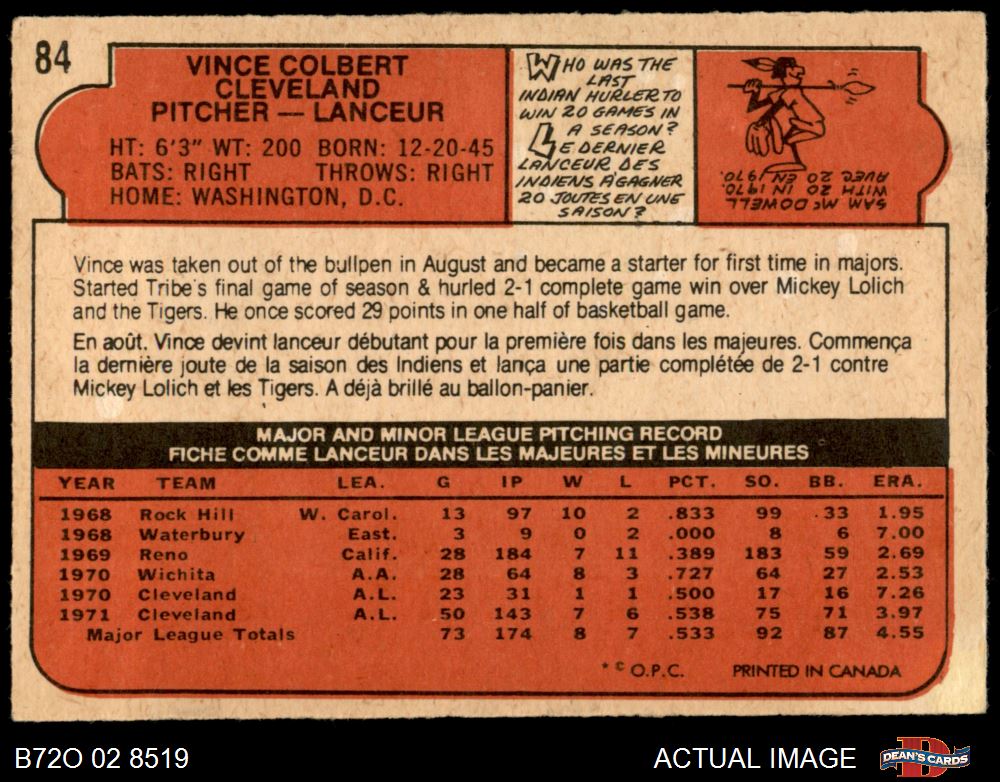 84
VINCE COLBERT
CLEVELAND
PITCHER — LANCEUR
HT: 6'3" WT: 200 BORN: 12-20-45
BATS: RIGHT THROWS: RIGHT
HOME: WASHINGTON, D.C.
WHO WAS THE
LAST
INDIAN HURLER TO
WIN 20 GAMES IN
A SEASON?
LE DERNIER
LANCEUR DES
INDIENS A GAGNER
20 JOUTES EN UNE
SAISON?
SAM McDOWELL
WITH 20 IN 1970.
AVEC 20 EN 1970.
Vince was taken out of the bullpen in August and became a starter for first time in majors.
Started Tribe's final game of season & hurled 2-1 complete game win over Mickey Lolich
and the Tigers. He once scored 29 points in one half of basketball game.
En août, Vince devint lanceur débutant pour la première fois dans les majeures. Commença
la dernière joute de la saison des Indiens et lança une partie complétée de 2-1 contre
Mickey Lolich et les Tigers. A déjà brillé au ballon-panier.
MAJOR AND MINOR LEAGUE PITCHING RECORD
FICHE COMME LANCEUR DANS LES MAJEURES ET LES MINEURES
YEAR TEAM LEA. G IP W L PCT. SO. BB. ERA.
1968 Rock Hill W. Carol. 13 97 10 2 .833 99 33 1.95
1968 Waterbury East. 3 9 0 2 .000 8 6 7.00
1969 Reno Calif. 28 184 7 11 .389 183 59 2.69
1970 Wichita A.A. 28 64 8 3 .727 64 27 2.53
1970 Cleveland A.L. 23 31 1 1 .500 17 16 7.26
1971 Cleveland A.L. 50 143 7 6 .538 75 71 3.97
Major League Totals 73 174 8 7 .533 92 87 4.55
* © O.P.C. PRINTED IN CANADA
B72O 02 8519 ACTUAL IMAGE DEAN'S CARDS